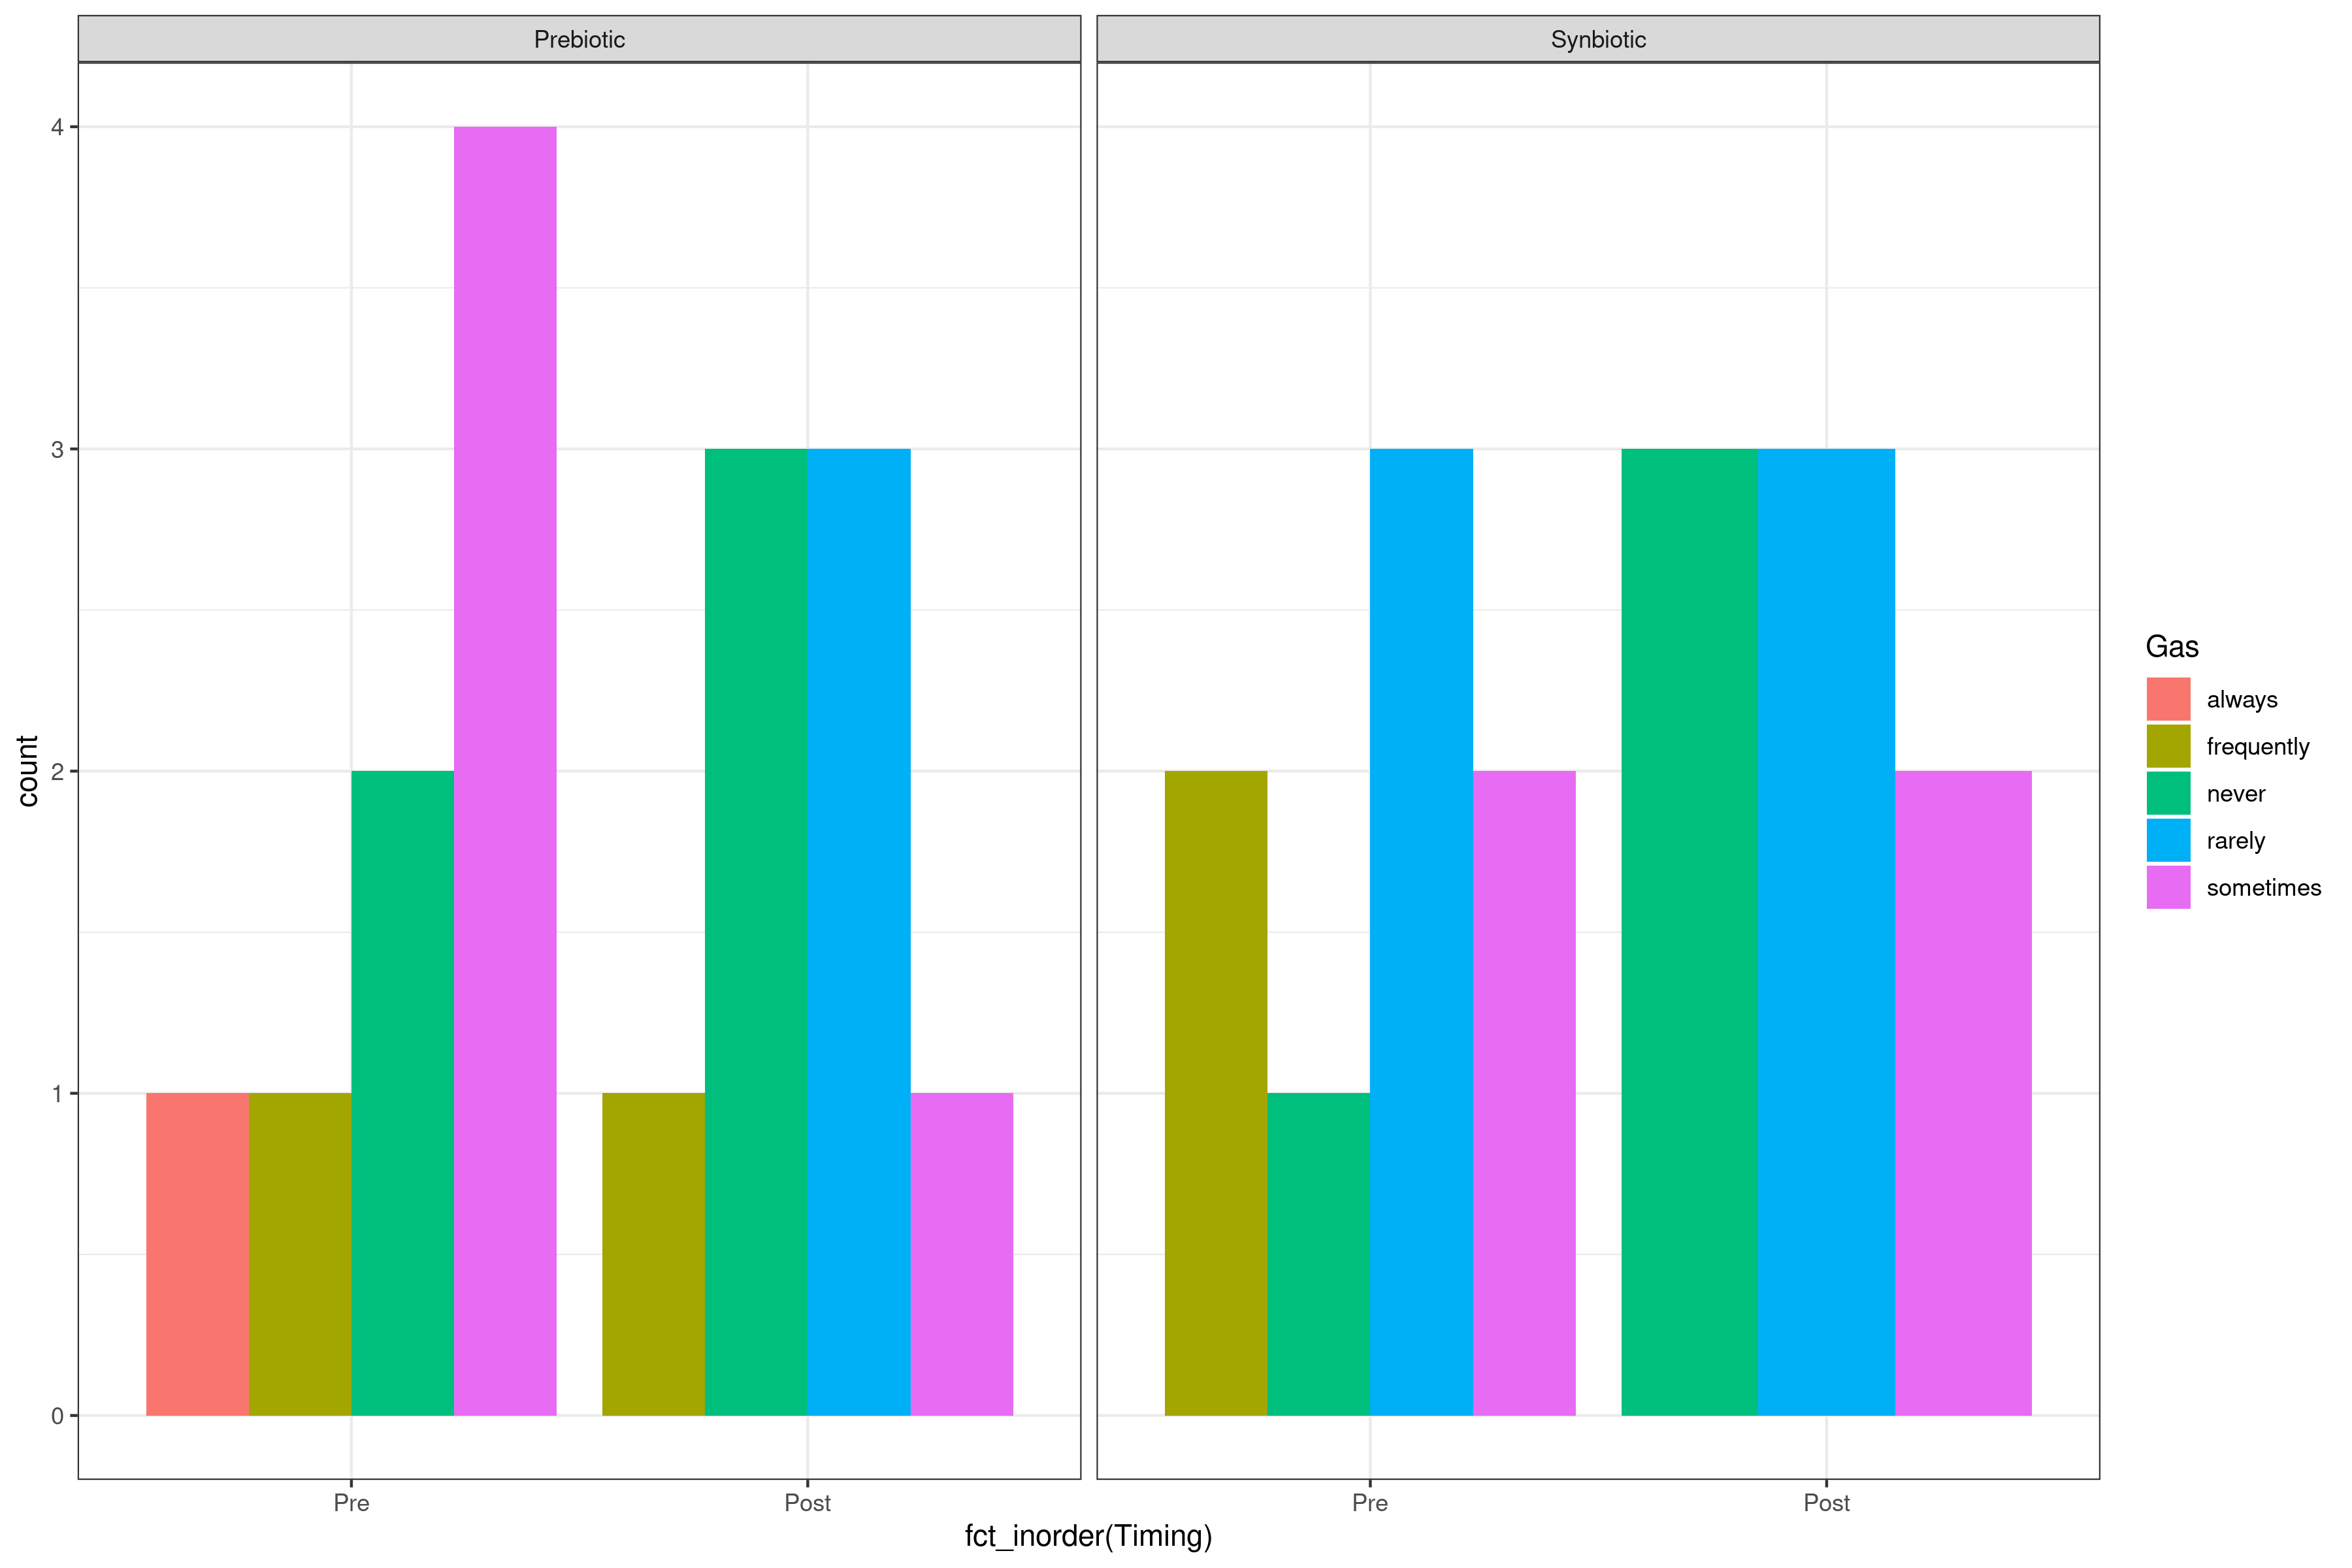 Prebiotic
Synbiotic
4
3
2
1
0
count
Pre
Post
Pre
Post
fct_inorder(Timing)
Gas
always
frequently
never
rarely
sometimes